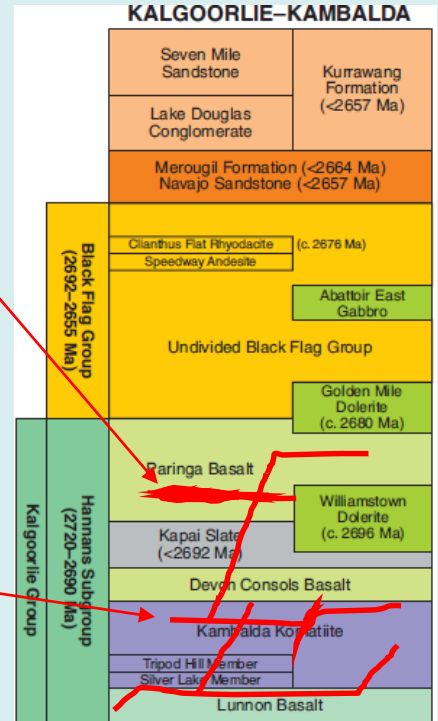 KALGOORLIE–KAMBALDA
Seven Mile
Sandstone
Kurrawang
Formation
(<2657 Ma)
Lake Douglas
Conglomerate
Merougil Formation (<2664 Ma)
Navajo Sandstone (<2657 Ma)
Black Flag Group
(2692–2655 Ma)
Clianthus Flat Rhyodacite
(c. 2676 Ma)
Speedway Andesite
Abattoir East
Gabbro
Undivided Black Flag Group
Golden Mile
Dolerite
(c. 2680 Ma)
Kalgoorlie Group
Hannans Subgroup
(2720–2690 Ma)
Paringa Basalt
Williamstown
Dolerite
(c. 2696 Ma)
Kapai Slate
(<2692 Ma)
Devon Consols Basalt
Kambalda Komatiite
Tripod Hill Member
Silver Lake Member
Lunnon Basalt